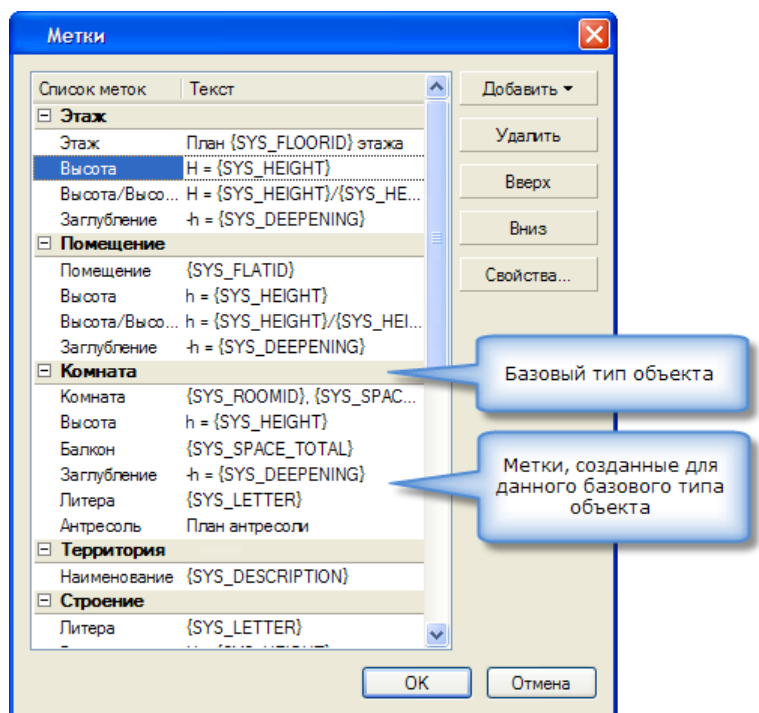 Метки
Список меток Текст
Этаж
Этаж План {SYS_FLOORID} этажа
Высота H = {SYS_HEIGHT}
Высота/Высо... H = {SYS_HEIGHT}/{SYS_HE...
Заглубление -h = {SYS_DEEPENING}
Помещение
Помещение {SYS_FLATID}
Высота h = {SYS_HEIGHT}
Высота/Высо... h = {SYS_HEIGHT}/{SYS_HEI...
Заглубление -h = {SYS_DEEPENING}
Комната
Комната {SYS_ROOMID}, {SYS_SPAC...
Высота h = {SYS_HEIGHT}
Балкон {SYS_SPACE_TOTAL}
Заглубление -h = {SYS_DEEPENING}
Литера {SYS_LETTER}
Антресоль План антресоли
Территория
Наименование {SYS_DESCRIPTION}
Строение
Литера {SYS_LETTER}
Добавить
Удалить
Вверх
Вниз
Свойства...
Базовый тип объекта
Метки, созданные для
данного базового типа
объекта
OK
Отмена